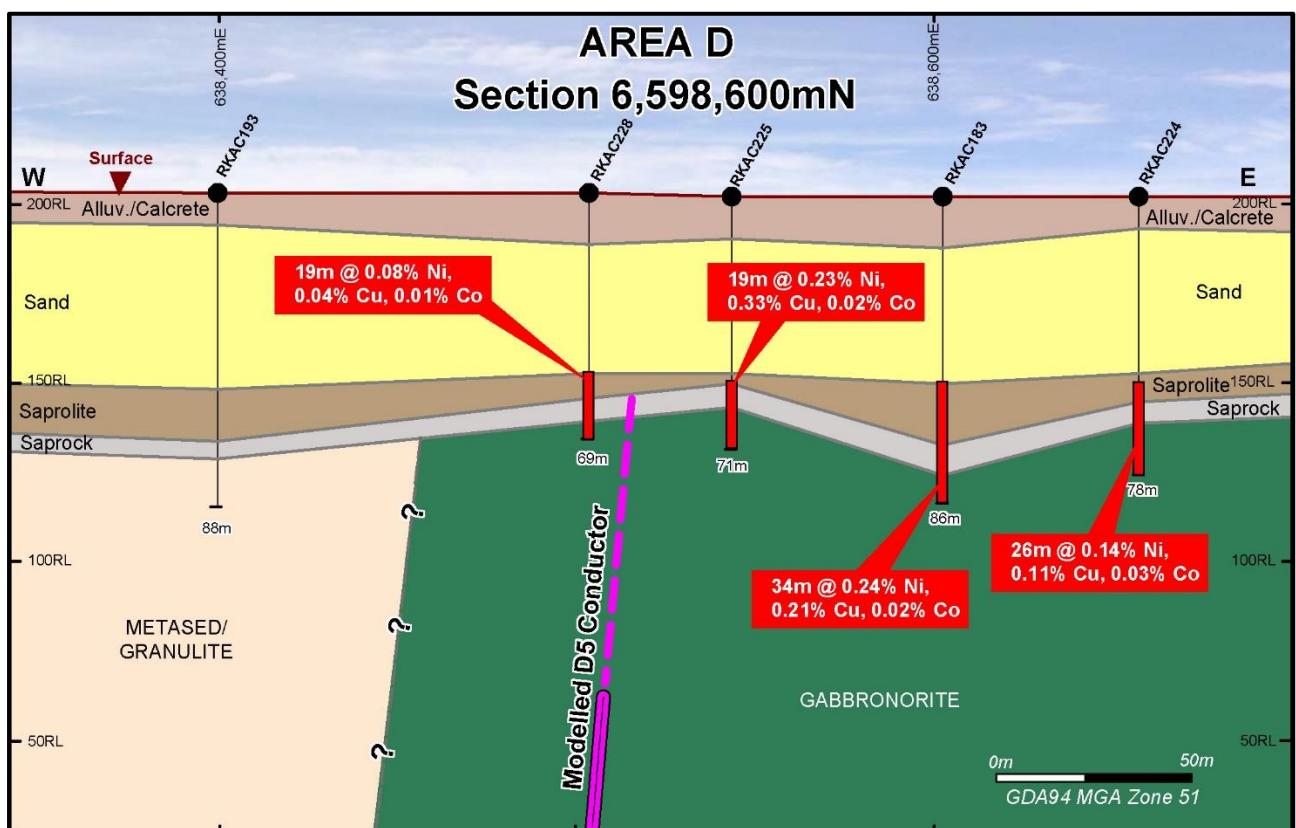 AREA D
Section 6,598,600mN
638,400mE
638,600mE
RKAC193
RKAC228
RKAC225
RKAC183
RKAC224
Surface
W
E
200RL
Alluv./Calcrete
200RL
Alluv./Calcrete
19m @ 0.08% Ni,
0.04% Cu, 0.01% Co
19m @ 0.23% Ni,
0.33% Cu, 0.02% Co
Sand
Sand
150RL
Saprolite
150RL
Saprolite
Saprock
Saprock
69m
71m
88m
86m
78m
?
100RL
100RL
26m @ 0.14% Ni,
0.11% Cu, 0.03% Co
34m @ 0.24% Ni,
0.21% Cu, 0.02% Co
?
METASED/
GRANULITE
Modelled D5 Conductor
GABBRONORITE
50RL
?
50RL
0m
50m
GDA94 MGA Zone 51